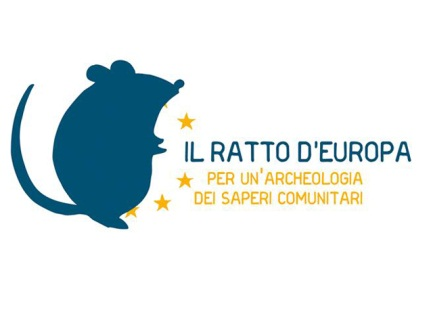 IL RATTO D'EUROPA
PER UN'ARCHEOLOGIA
DEI SAPERI COMUNITARI